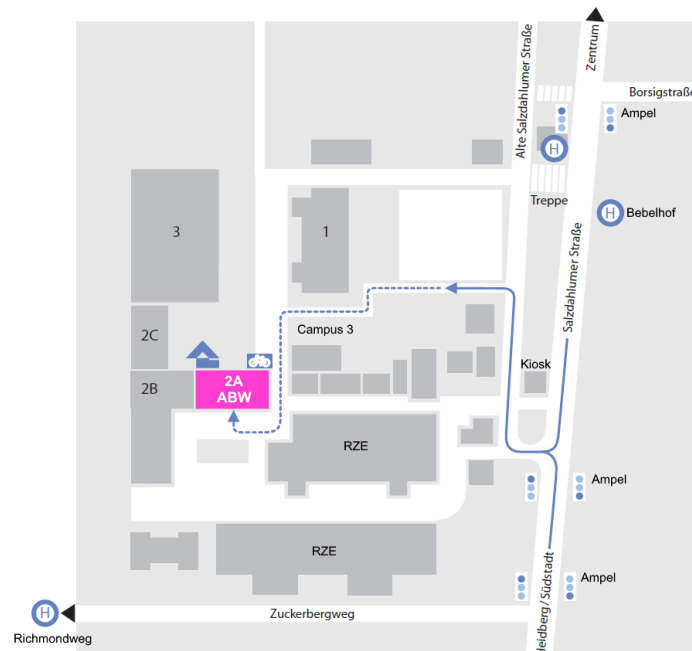 Zentrum
Alte Salzdahlumer Straße
Borsigstraße
Ampel
H
Treppe
H
Bebelhof
3
1
Salzdahlumer Straße
2C
Campus 3
Kiosk
2B
2A
ABW
RZE
Ampel
RZE
Ampel
Heidberg / Südstadt
H
Zuckerbergweg
Richmondweg